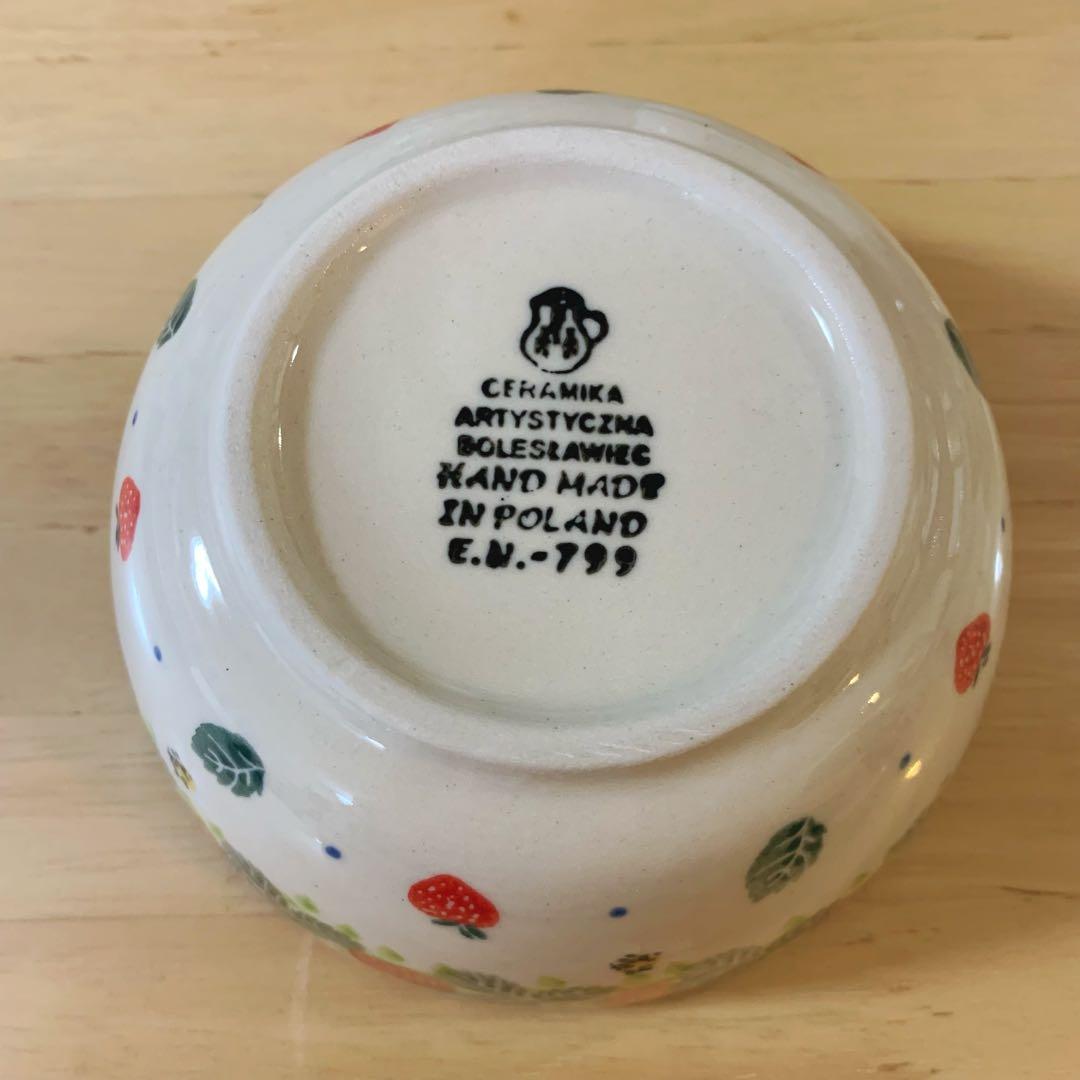 CERAMIKA
ARTYSTYCZNA
BOLESŁAWIEC
HAND MADE
IN POLAND
E.N.-799